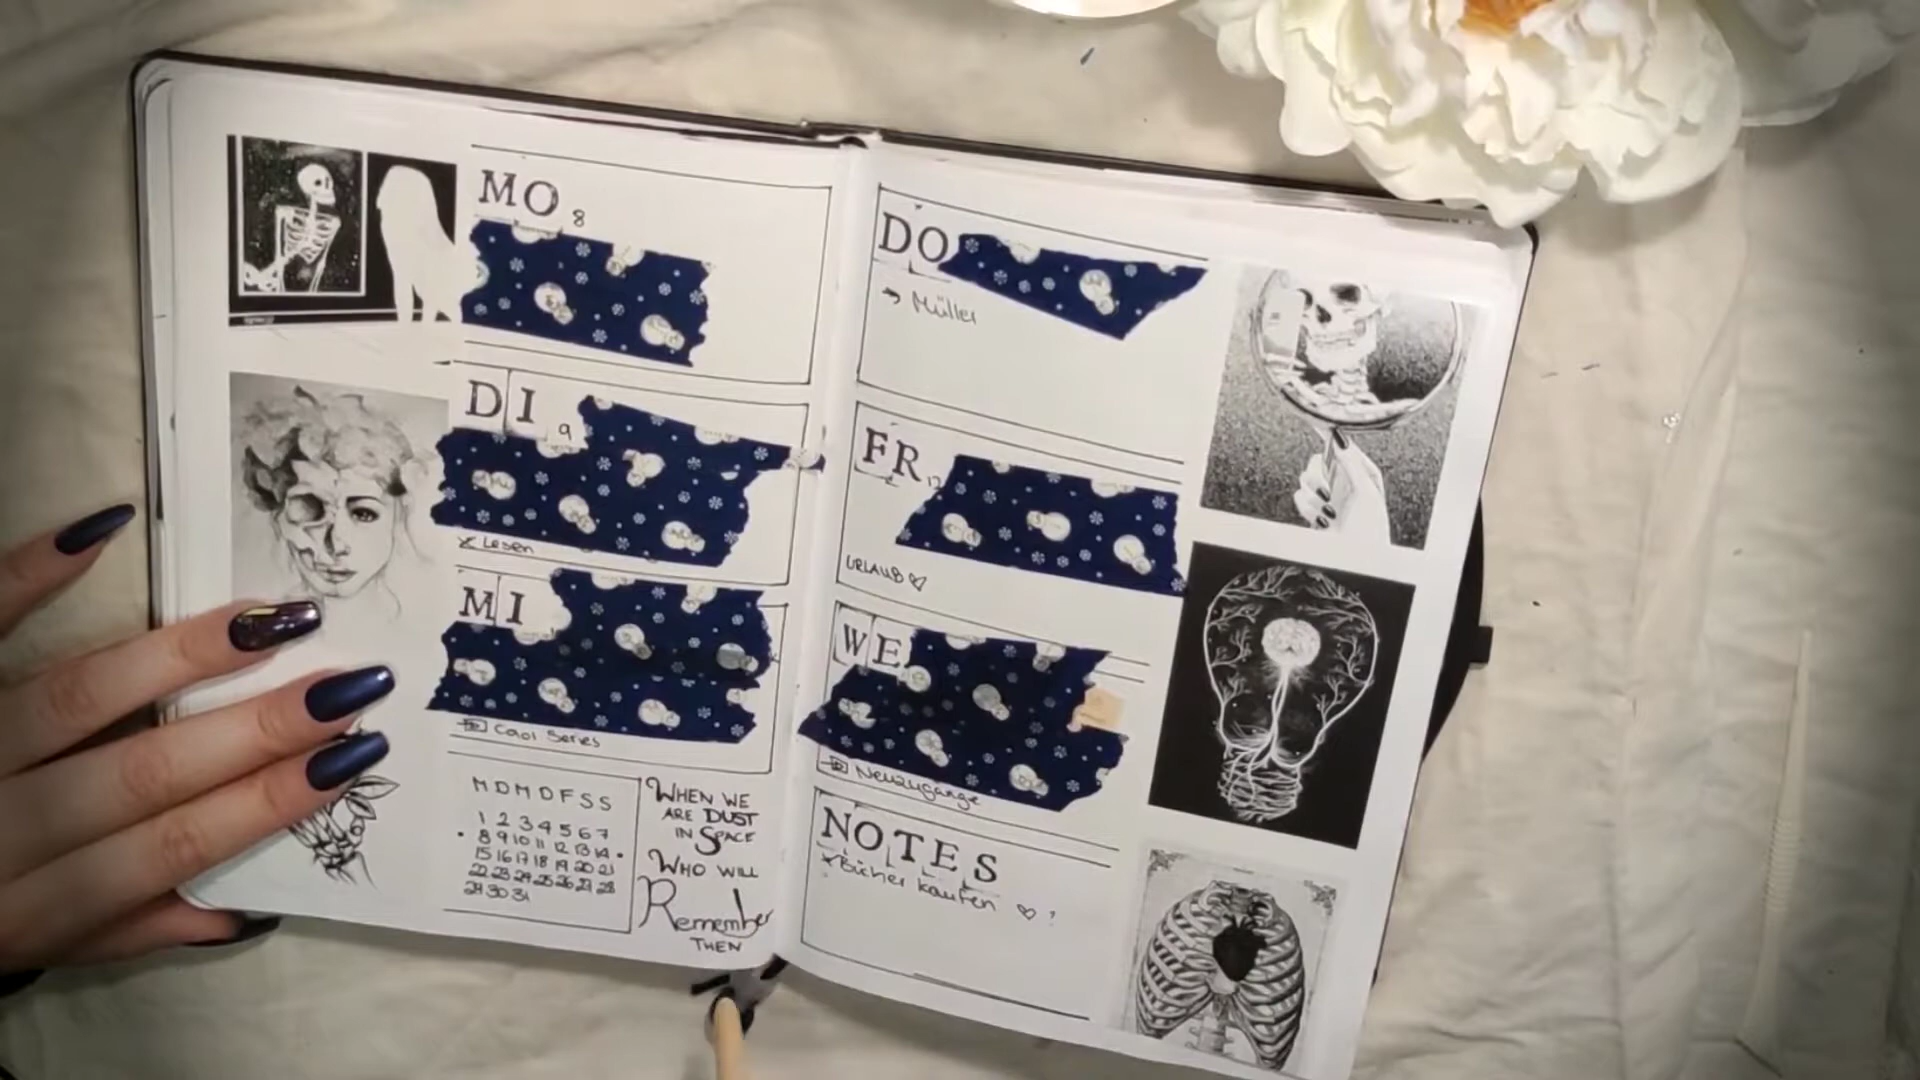 MO 8
DI 9
x Lesen
MI
Cool Series
M D M D F S S
1 2 3 4 5 6 7
• 8 9 10 11 12 13 14 •
15 16 17 18 19 20 21
22 23 24 25 26 27 28
29 30 31
WHEN WE
ARE DUST
IN SPACE
WHO WILL
REMEMBER
THEN
DO
→ Müller
FR 12
URLAUB ♡
WE
Neuzugänge
NOTES
x Bücher kaufen ♡ ?